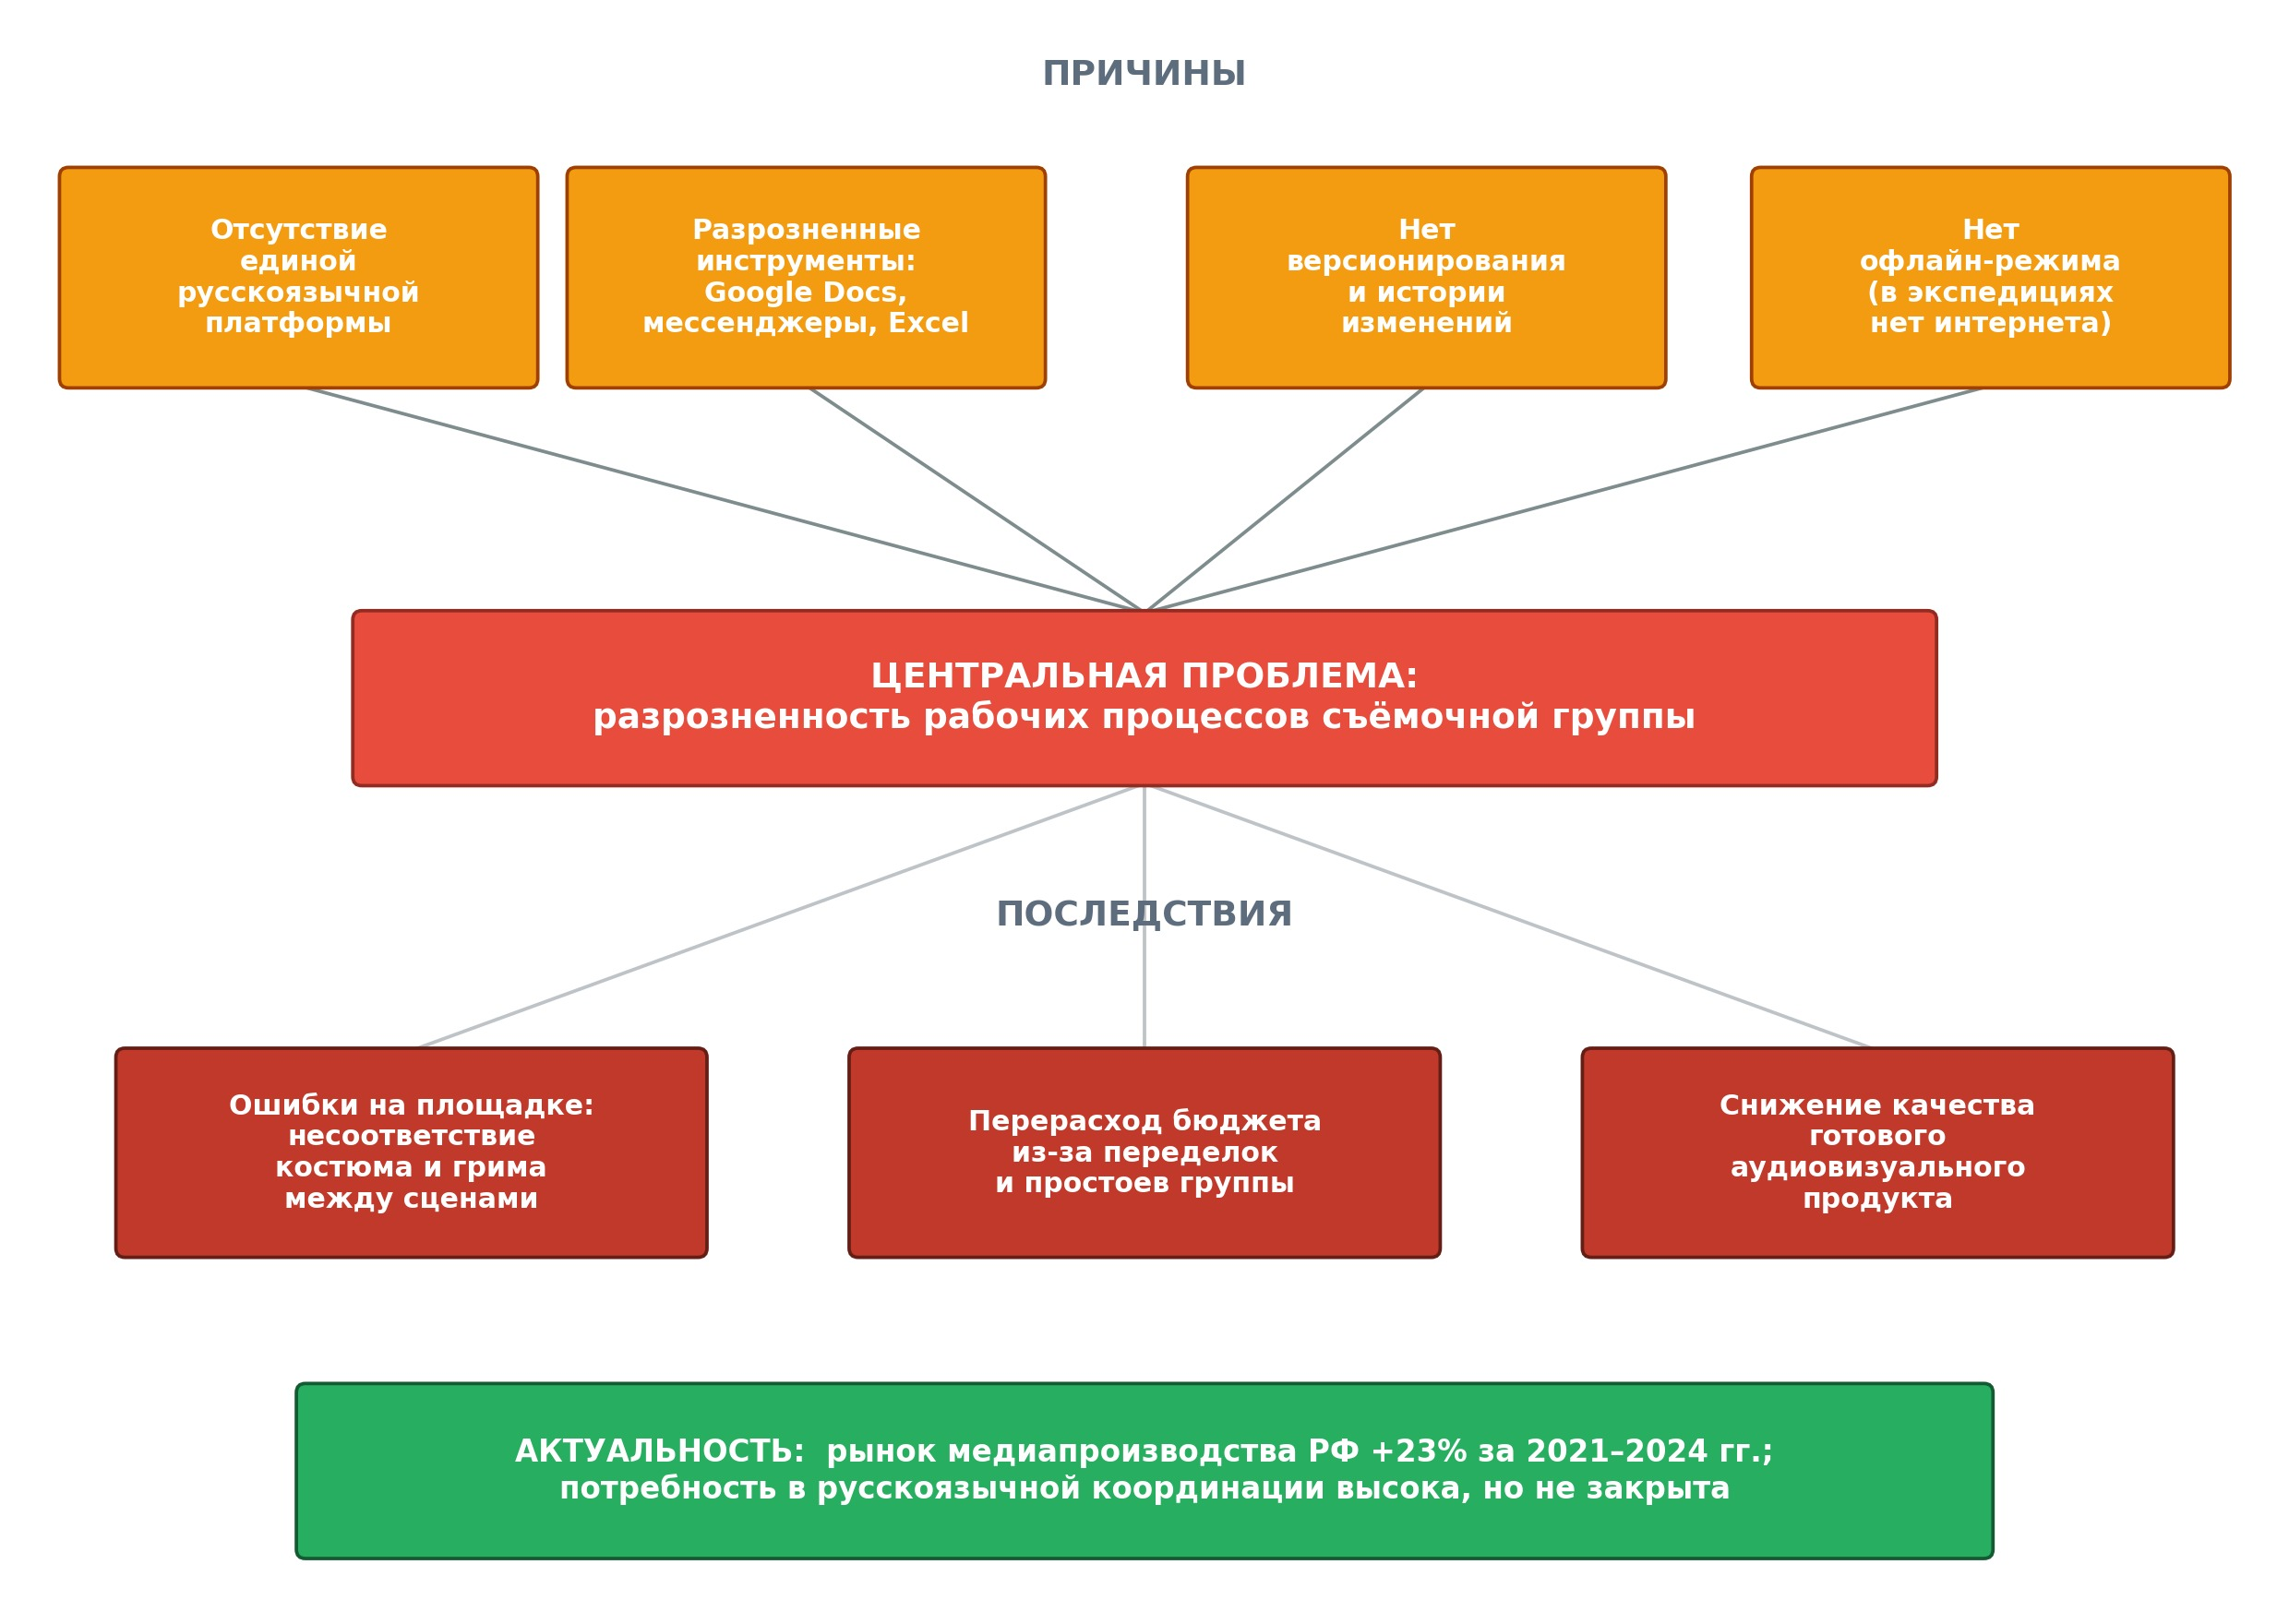 ПРИЧИНЫ
Отсутствие
единой
русскоязычной
платформы
Разрозненные
инструменты:
Google Docs,
мессенджеры, Excel
Нет
версионирования
и истории
изменений
Нет
офлайн-режима
(в экспедициях
нет интернета)
ЦЕНТРАЛЬНАЯ ПРОБЛЕМА:
разрозненность рабочих процессов съёмочной группы
ПОСЛЕДСТВИЯ
Ошибки на площадке:
несоответствие
костюма и грима
между сценами
Перерасход бюджета
из-за переделок
и простоев группы
Снижение качества
готового
аудиовизуального
продукта
АКТУАЛЬНОСТЬ:  рынок медиапроизводства РФ +23% за 2021–2024 гг.;
потребность в русскоязычной координации высока, но не закрыта